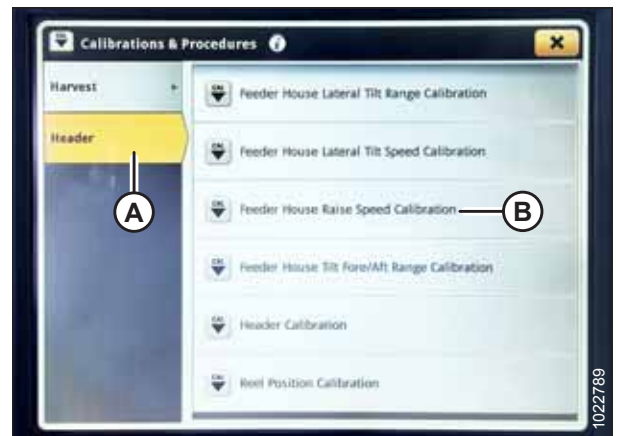 Calibrations & Procedures
Harvest
Header
Feeder House Lateral Tilt Range Calibration
Feeder House Lateral Tilt Speed Calibration
Feeder House Raise Speed Calibration
Feeder House Tilt Fore/Aft Range Calibration
Header Calibration
Reel Position Calibration
A
B
1022789